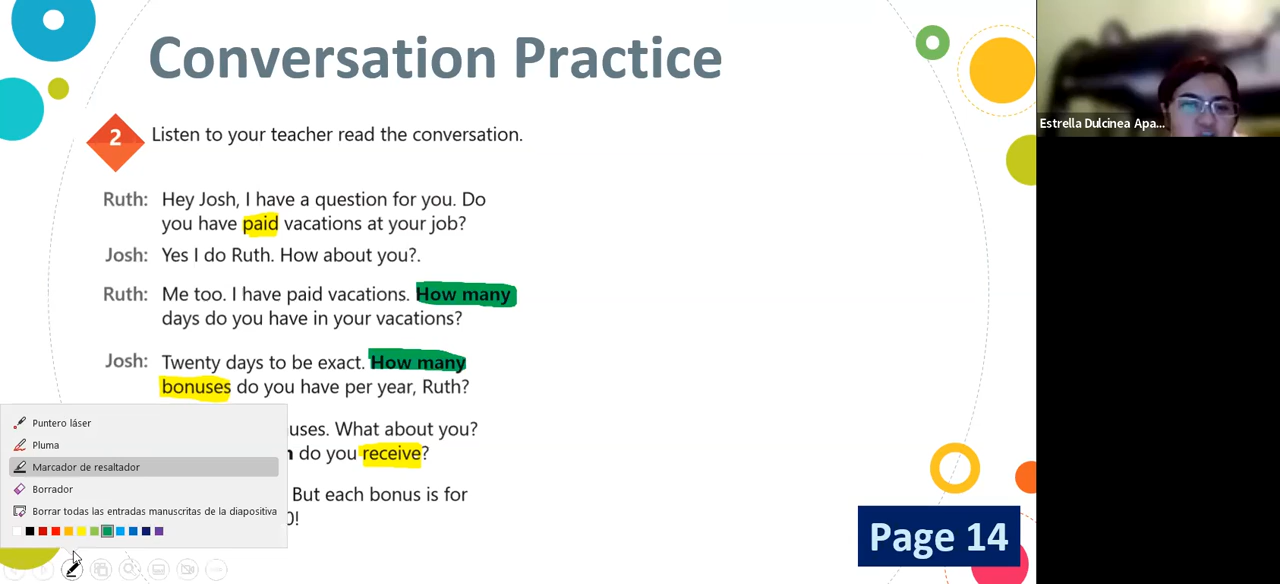 Conversation Practice
2 Listen to your teacher read the conversation.
Ruth: Hey Josh, I have a question for you. Do
you have paid vacations at your job?
Josh: Yes I do Ruth. How about you?.
Ruth: Me too. I have paid vacations. How many
days do you have in your vacations?
Josh: Twenty days to be exact. How many
bonuses do you have per year, Ruth?
uses. What about you?
do you receive?
But each bonus is for
0!
Puntero láser
Pluma
Marcador de resaltador
Borrador
Borrar todas las entradas manuscritas de la diapositiva
Page 14
Estrella Dulcinea Apa...